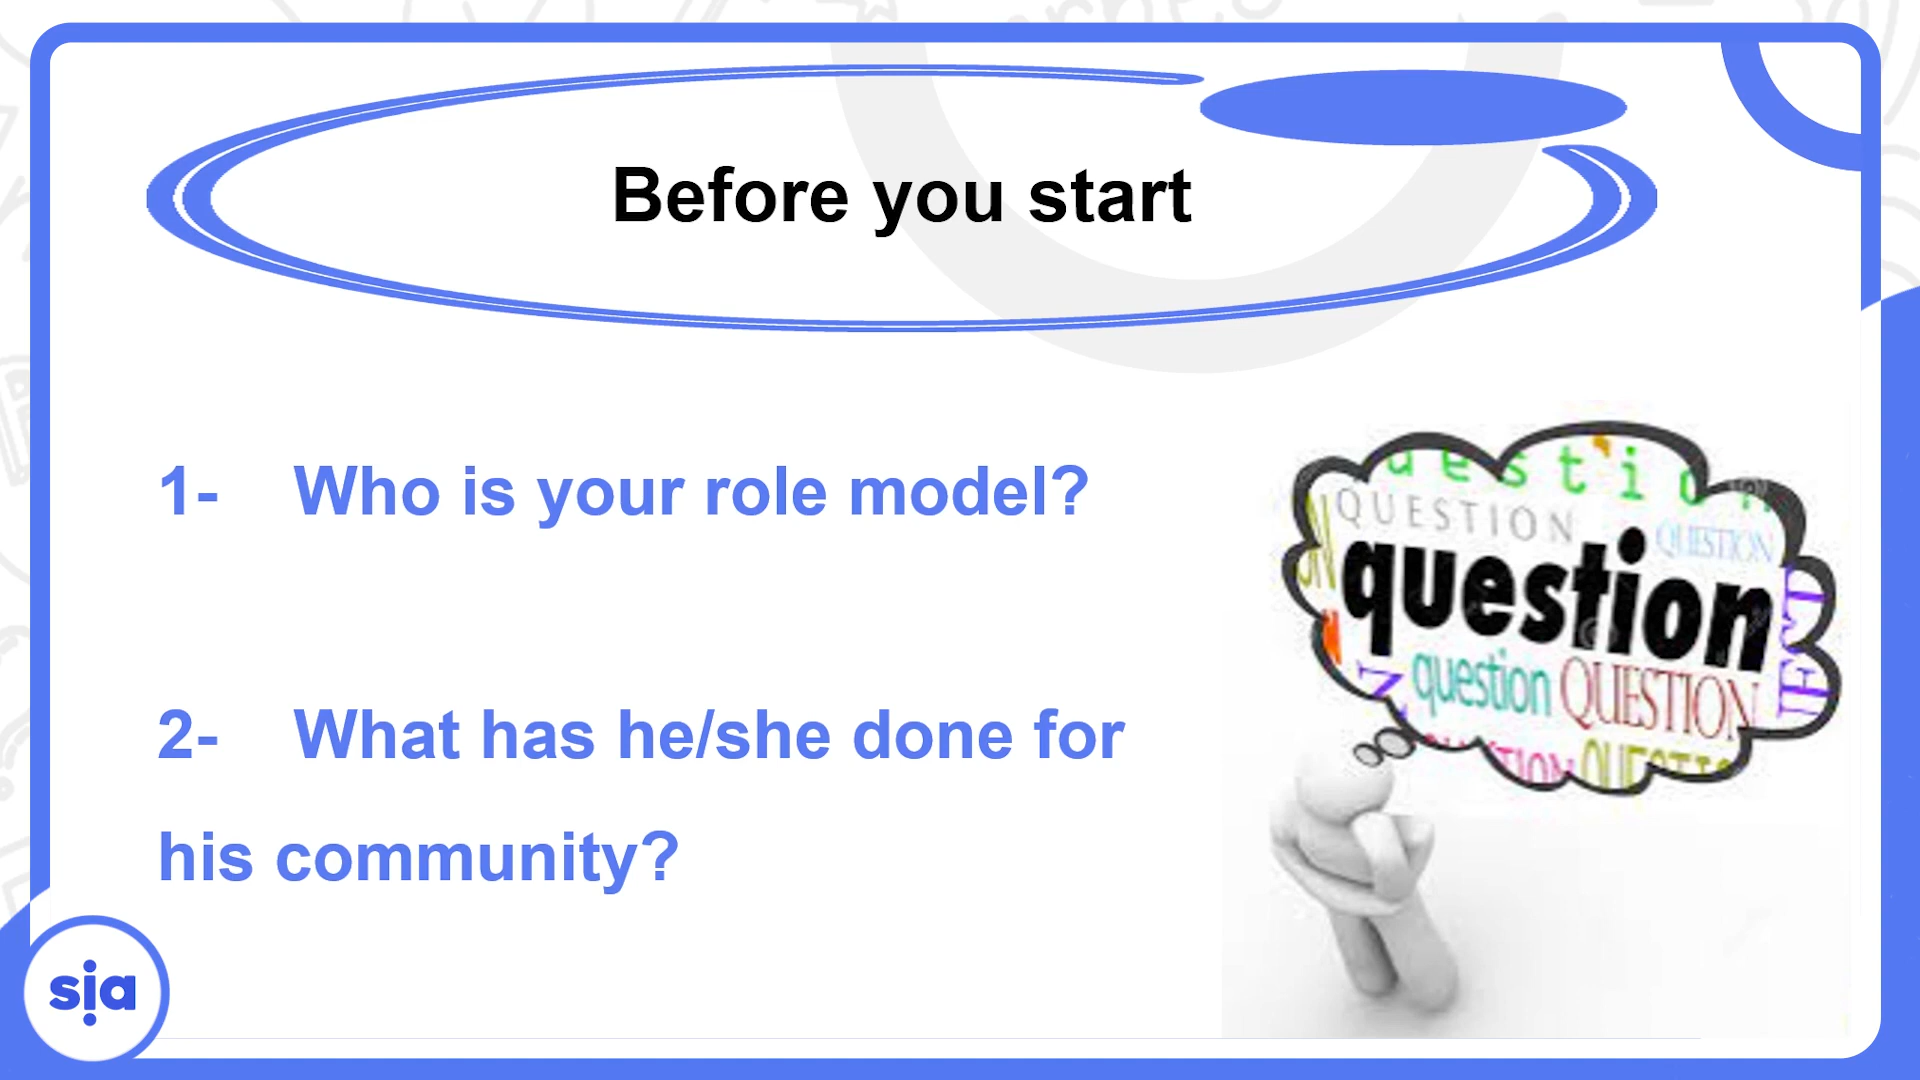 Before you start
1- Who is your role model?
2- What has he/she done for
his community?
question
QUESTION
QUESTION
question
question QUESTION
sia